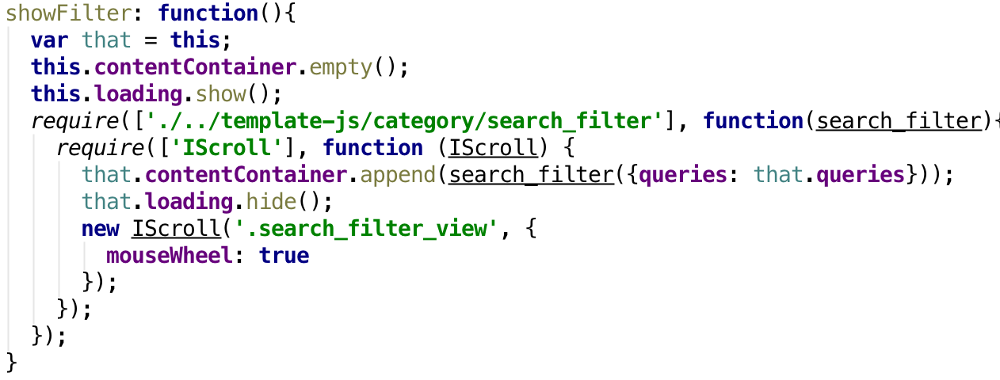 showFilter: function(){
  var that = this;
  this.contentContainer.empty();
  this.loading.show();
  require(['./../template-js/category/search_filter'], function(search_filter){
    require(['IScroll'], function (IScroll) {
      that.contentContainer.append(search_filter({queries: that.queries}));
      that.loading.hide();
      new IScroll('.search_filter_view', {
        mouseWheel: true
      });
    });
  });
}